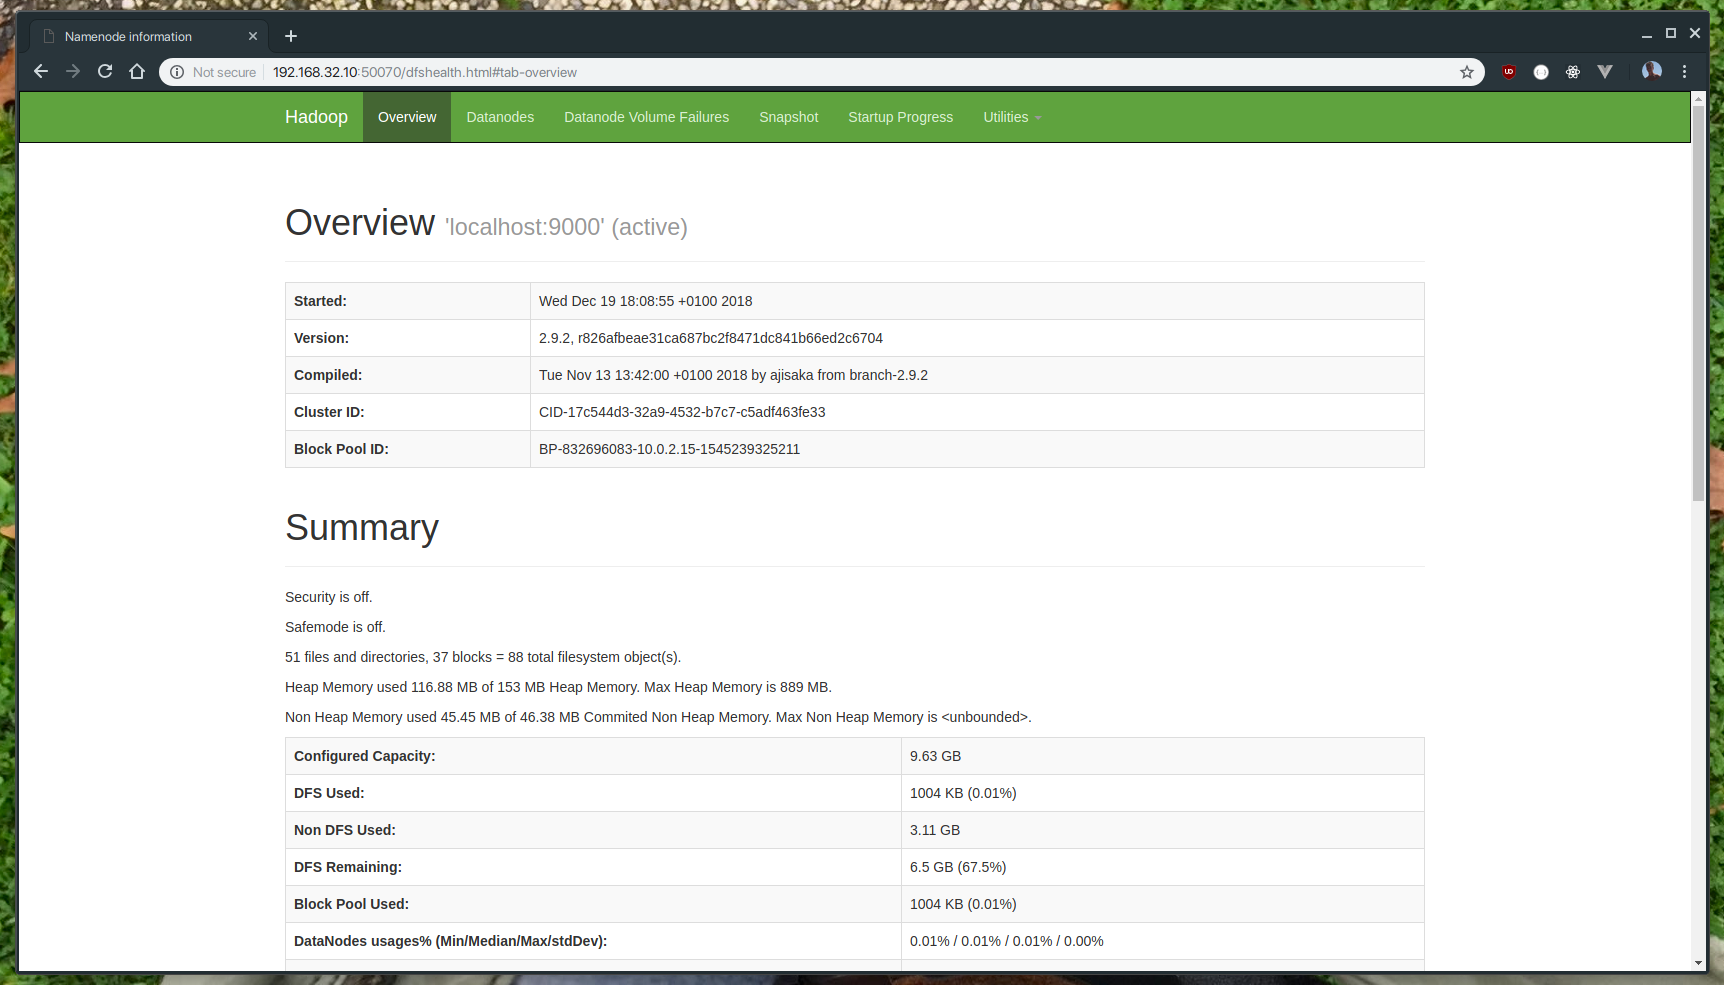 Namenode information
Not secure 192.168.32.10:50070/dfshealth.html#tab-overview
UD
Hadoop Overview Datanodes Datanode Volume Failures Snapshot Startup Progress Utilities
Overview 'localhost:9000' (active)
Started: Wed Dec 19 18:08:55 +0100 2018
Version: 2.9.2, r826afbeae31ca687bc2f8471dc841b66ed2c6704
Compiled: Tue Nov 13 13:42:00 +0100 2018 by ajisaka from branch-2.9.2
Cluster ID: CID-17c544d3-32a9-4532-b7c7-c5adf463fe33
Block Pool ID: BP-832696083-10.0.2.15-1545239325211
Summary
Security is off.
Safemode is off.
51 files and directories, 37 blocks = 88 total filesystem object(s).
Heap Memory used 116.88 MB of 153 MB Heap Memory. Max Heap Memory is 889 MB.
Non Heap Memory used 45.45 MB of 46.38 MB Commited Non Heap Memory. Max Non Heap Memory is <unbounded>.
Configured Capacity: 9.63 GB
DFS Used: 1004 KB (0.01%)
Non DFS Used: 3.11 GB
DFS Remaining: 6.5 GB (67.5%)
Block Pool Used: 1004 KB (0.01%)
DataNodes usages% (Min/Median/Max/stdDev): 0.01% / 0.01% / 0.01% / 0.00%